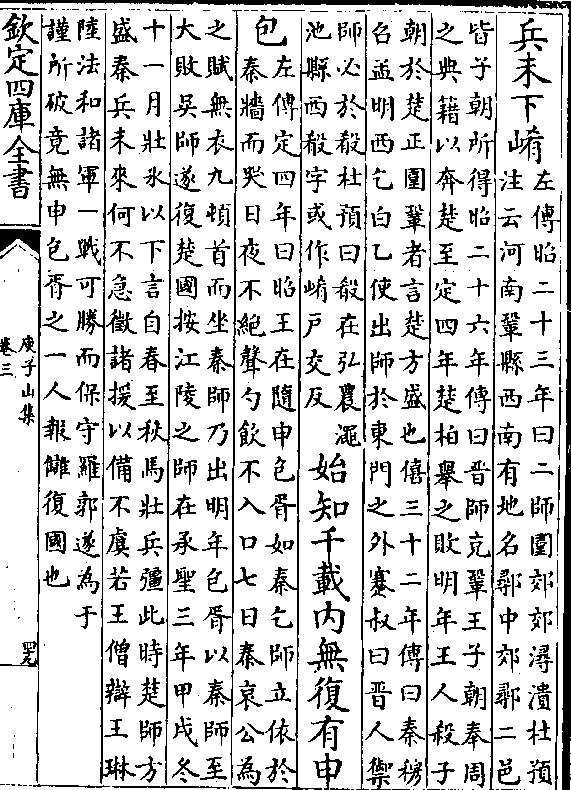 兵未下崤
左傳昭二十三年曰二師圍郊郊潯潰杜預
注云河南鞏縣西南有地名鄩中郊鄩二邑
皆子朝所得昭二十六年傳曰晋師克鞏王子朝奉周
之典籍以奔楚至定四年楚柏舉之敗明年王人殺子
朝於楚正圍鞏者言楚方盛也僖三十二年傳曰秦穆
召孟明西乞白乙使出師於東門之外蹇叔曰晋人禦
師必於殽杜預曰殽在弘農澠
池縣西殽字或作崤戶交反
始知千載内無復有申
包
左傳定四年曰昭王在隨申包胥如秦乞師立依於
秦牆而哭日夜不絶聲勺飲不入口七日秦哀公為
之賦無衣九頓首而坐秦師乃出明年包胥以秦師至
大敗吳師遂復楚國按江陵之師在承聖三年甲戌冬
十一月壯氷以下言自春至秋馬壯兵彊此時楚師方
盛秦兵未來何不急徵諸援以備不虞若王僧辯王琳
陸法和諸軍一戰可勝而保守羅郭遂為于
謹所破竟無申包胥之一人報讎復國也
欽定四庫全書
庾子山集
卷三
四九